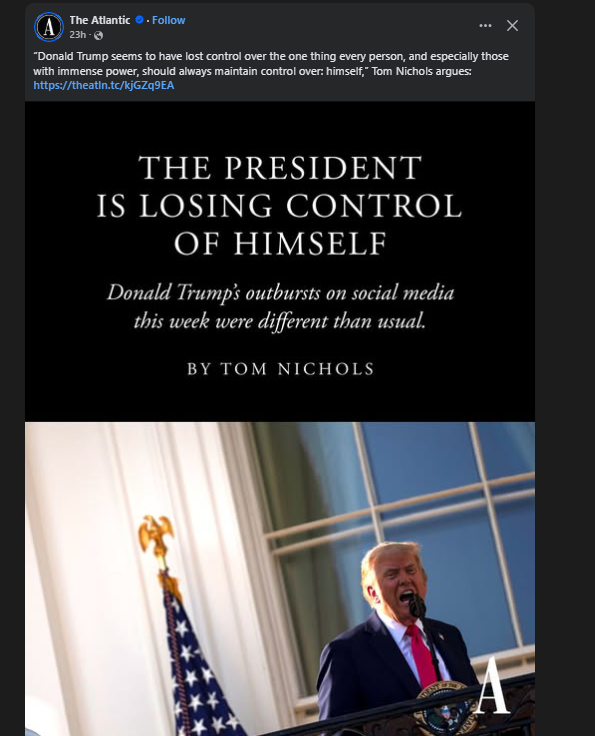 The Atlantic · Follow
23h ·
“Donald Trump seems to have lost control over the one thing every person, and especially those
with immense power, should always maintain control over: himself,” Tom Nichols argues:
https://theatln.tc/kjGZq9EA
THE PRESIDENT
IS LOSING CONTROL
OF HIMSELF
Donald Trump’s outbursts on social media
this week were different than usual.
BY TOM NICHOLS
A